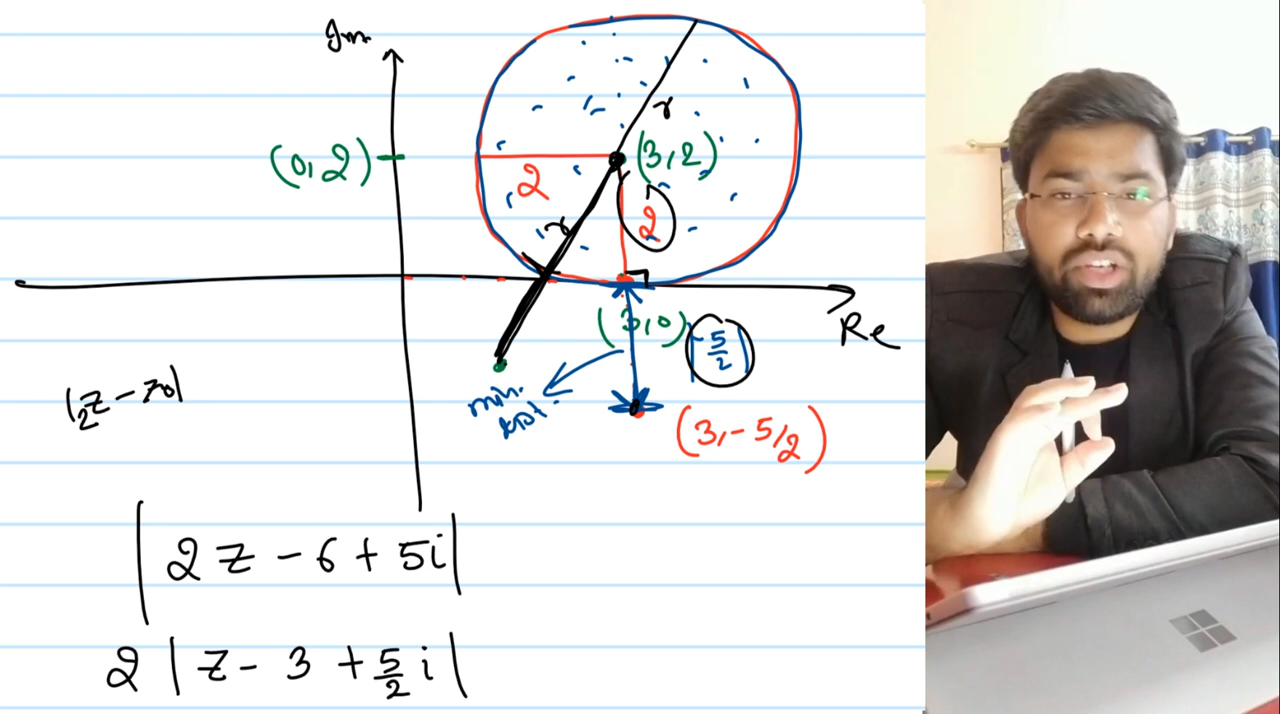 Im
(0,2)
r
(3,2)
2
2
r
(3,0)
|-5/2|
Re
|2z-z0|
min.
dist.
(3,-5/2)
|2z-6+5i|
2|z-3+5/2 i|